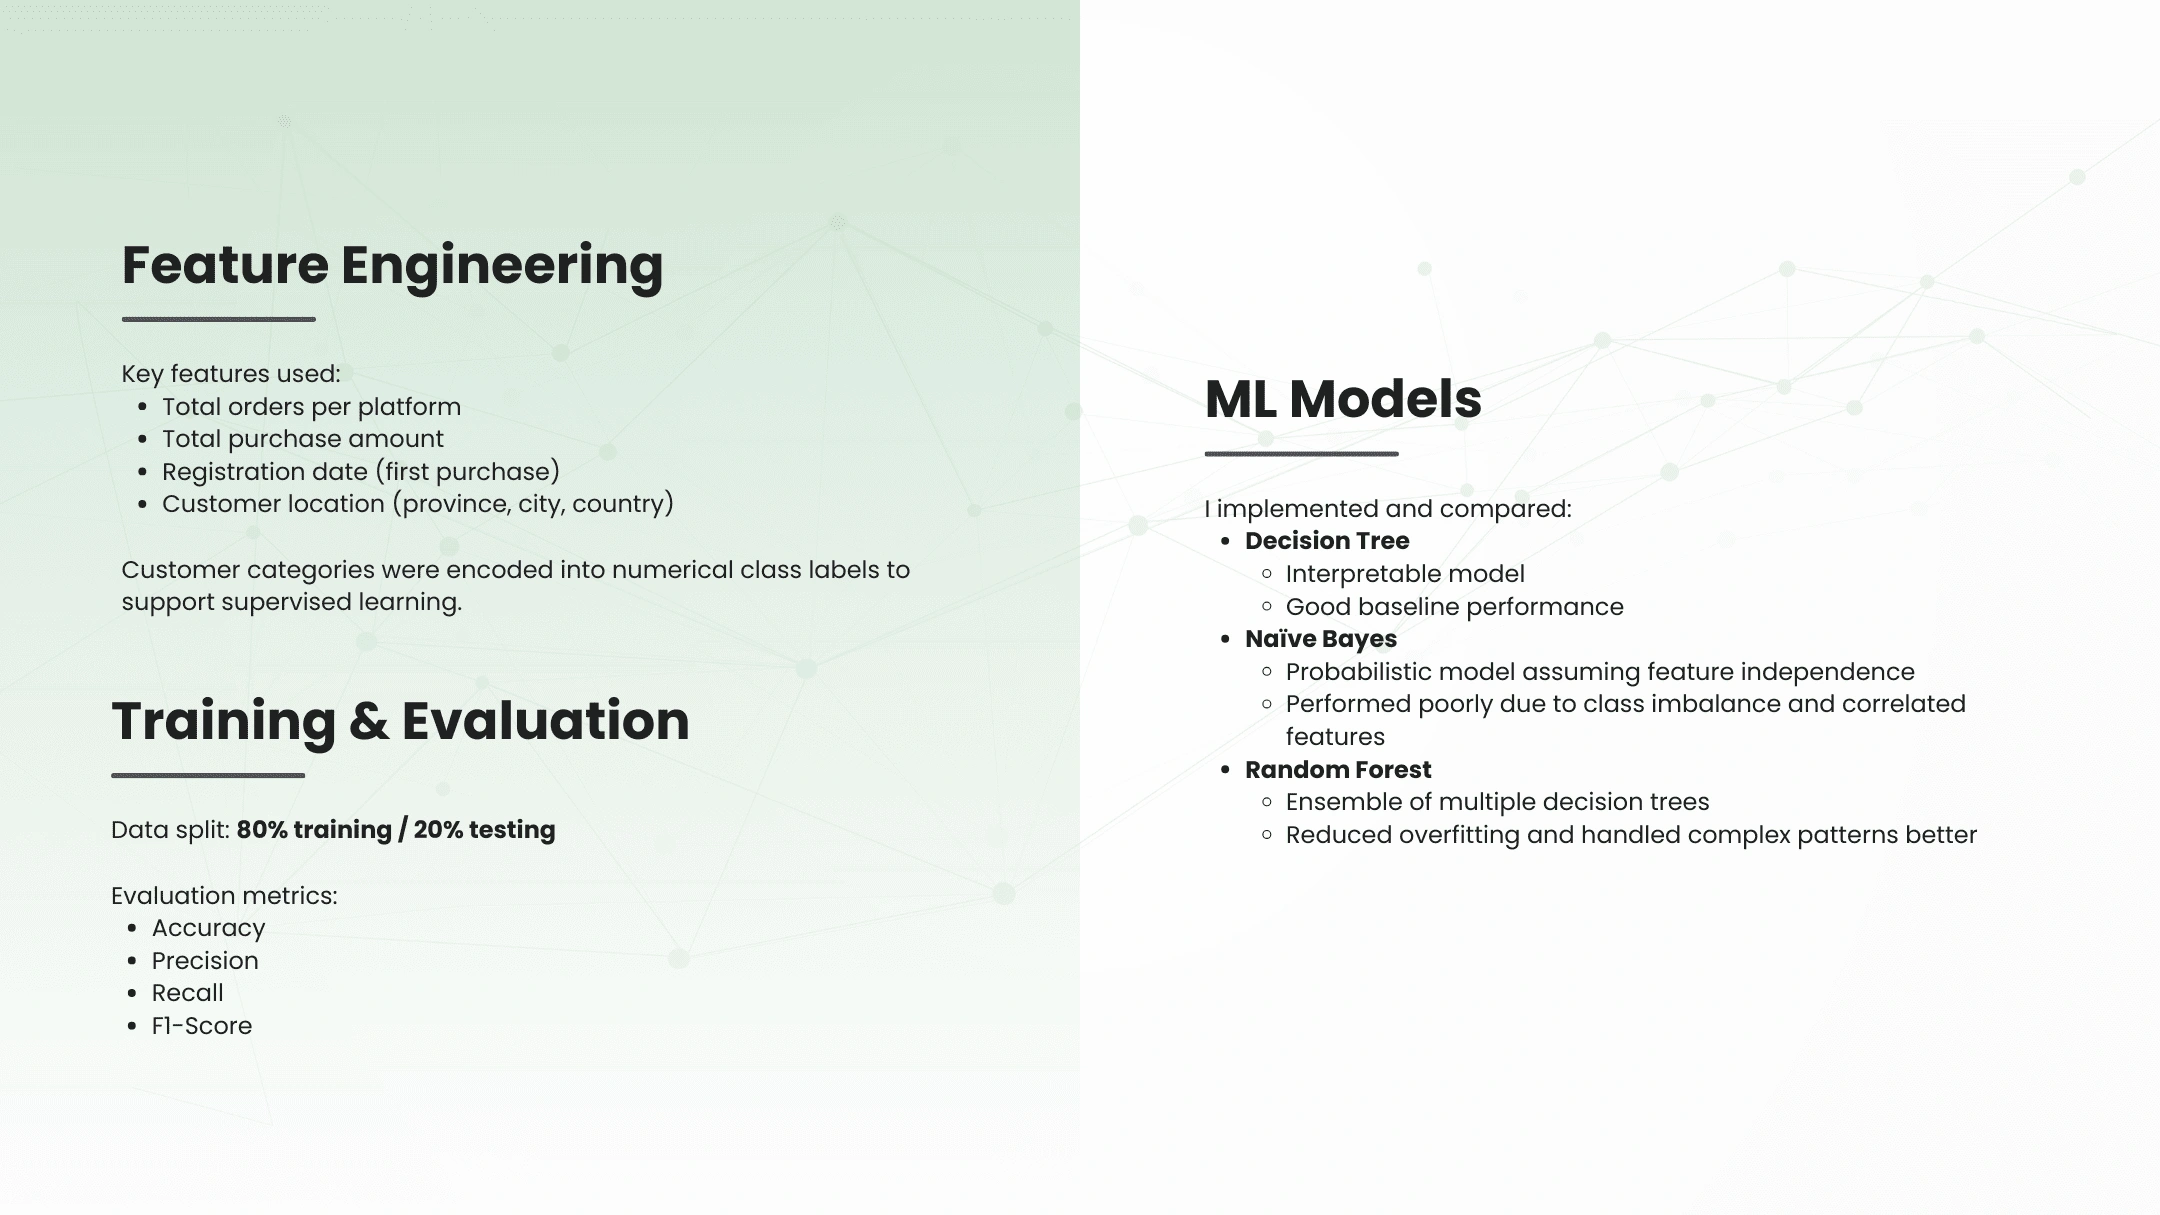 Feature Engineering
Key features used:
• Total orders per platform
• Total purchase amount
• Registration date (first purchase)
• Customer location (province, city, country)
Customer categories were encoded into numerical class labels to
support supervised learning.
Training & Evaluation
Data split: 80% training / 20% testing
Evaluation metrics:
• Accuracy
• Precision
• Recall
• F1-Score
ML Models
I implemented and compared:
• Decision Tree
◦ Interpretable model
◦ Good baseline performance
• Naïve Bayes
◦ Probabilistic model assuming feature independence
◦ Performed poorly due to class imbalance and correlated
features
• Random Forest
◦ Ensemble of multiple decision trees
◦ Reduced overfitting and handled complex patterns better